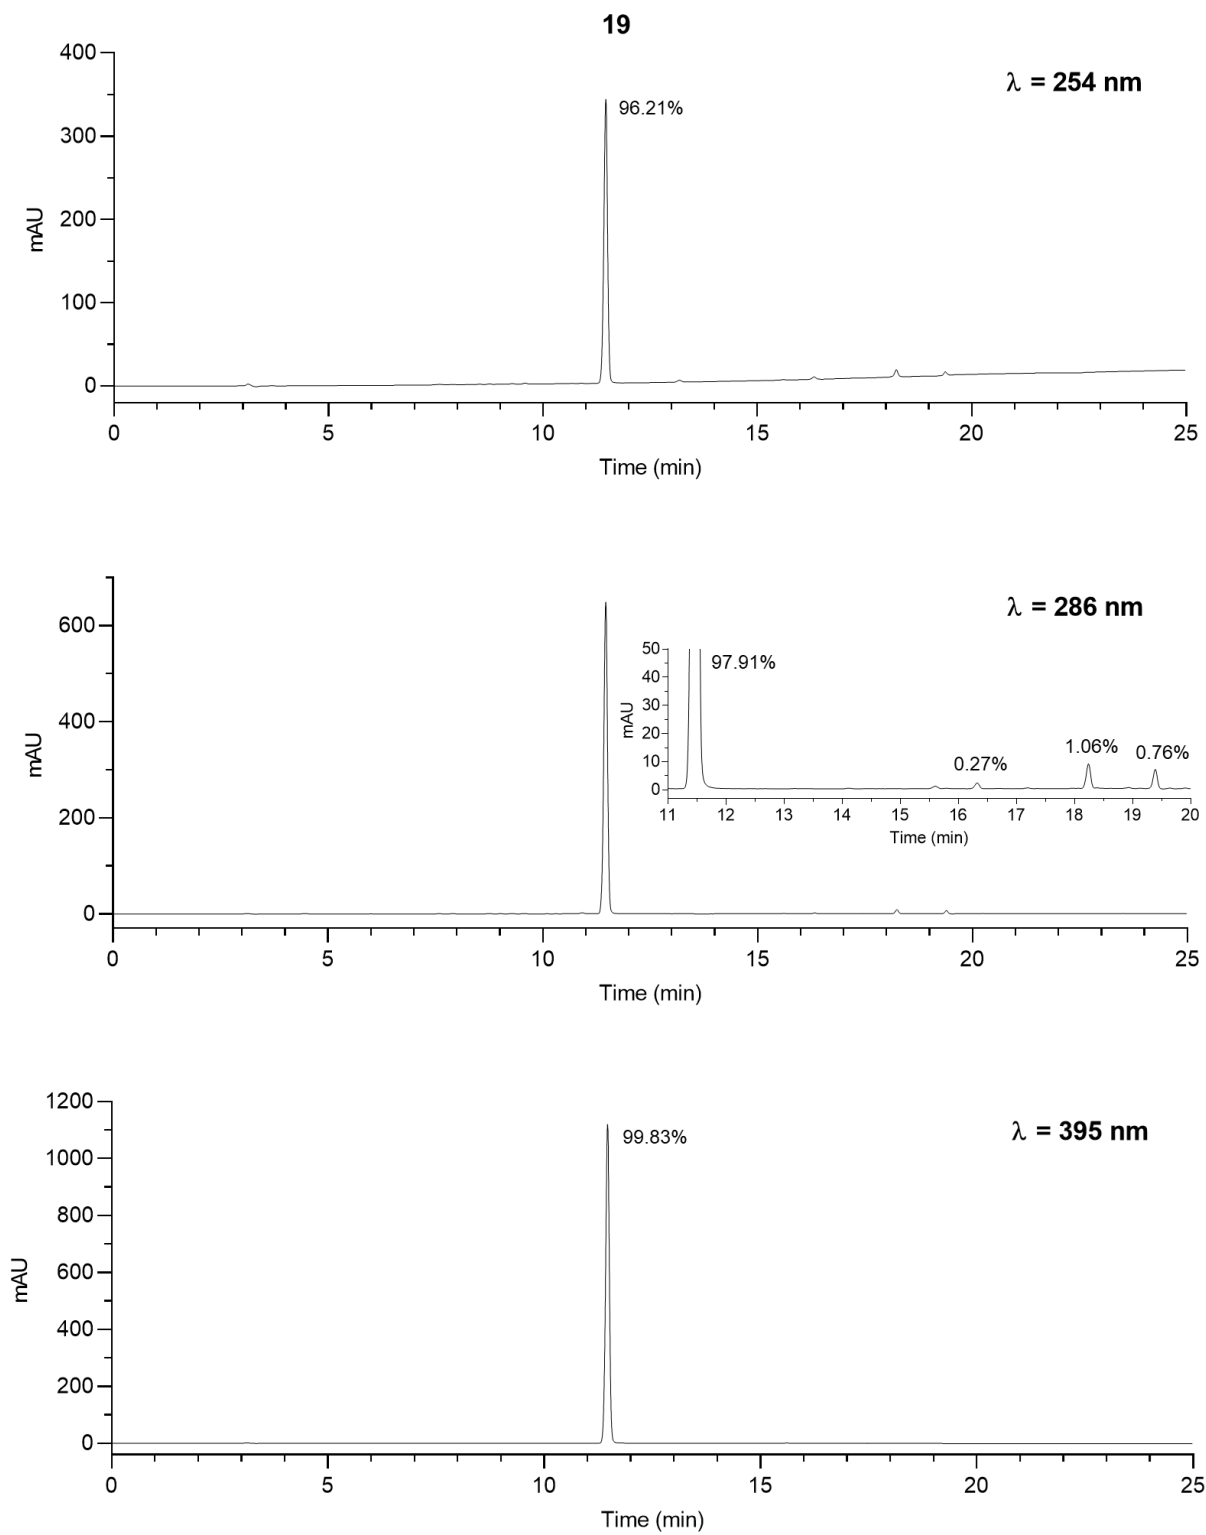 19
400
300
200
100
0
mAU
λ = 254 nm
96.21%
0 5 10 15 20 25
Time (min)
600
400
200
0
mAU
λ = 286 nm
50
40
30
20
10
0
mAU
97.91%
0.27%
1.06%
0.76%
11 12 13 14 15 16 17 18 19 20
Time (min)
0 5 10 15 20 25
Time (min)
1200
1000
800
600
400
200
0
mAU
λ = 395 nm
99.83%
0 5 10 15 20 25
Time (min)